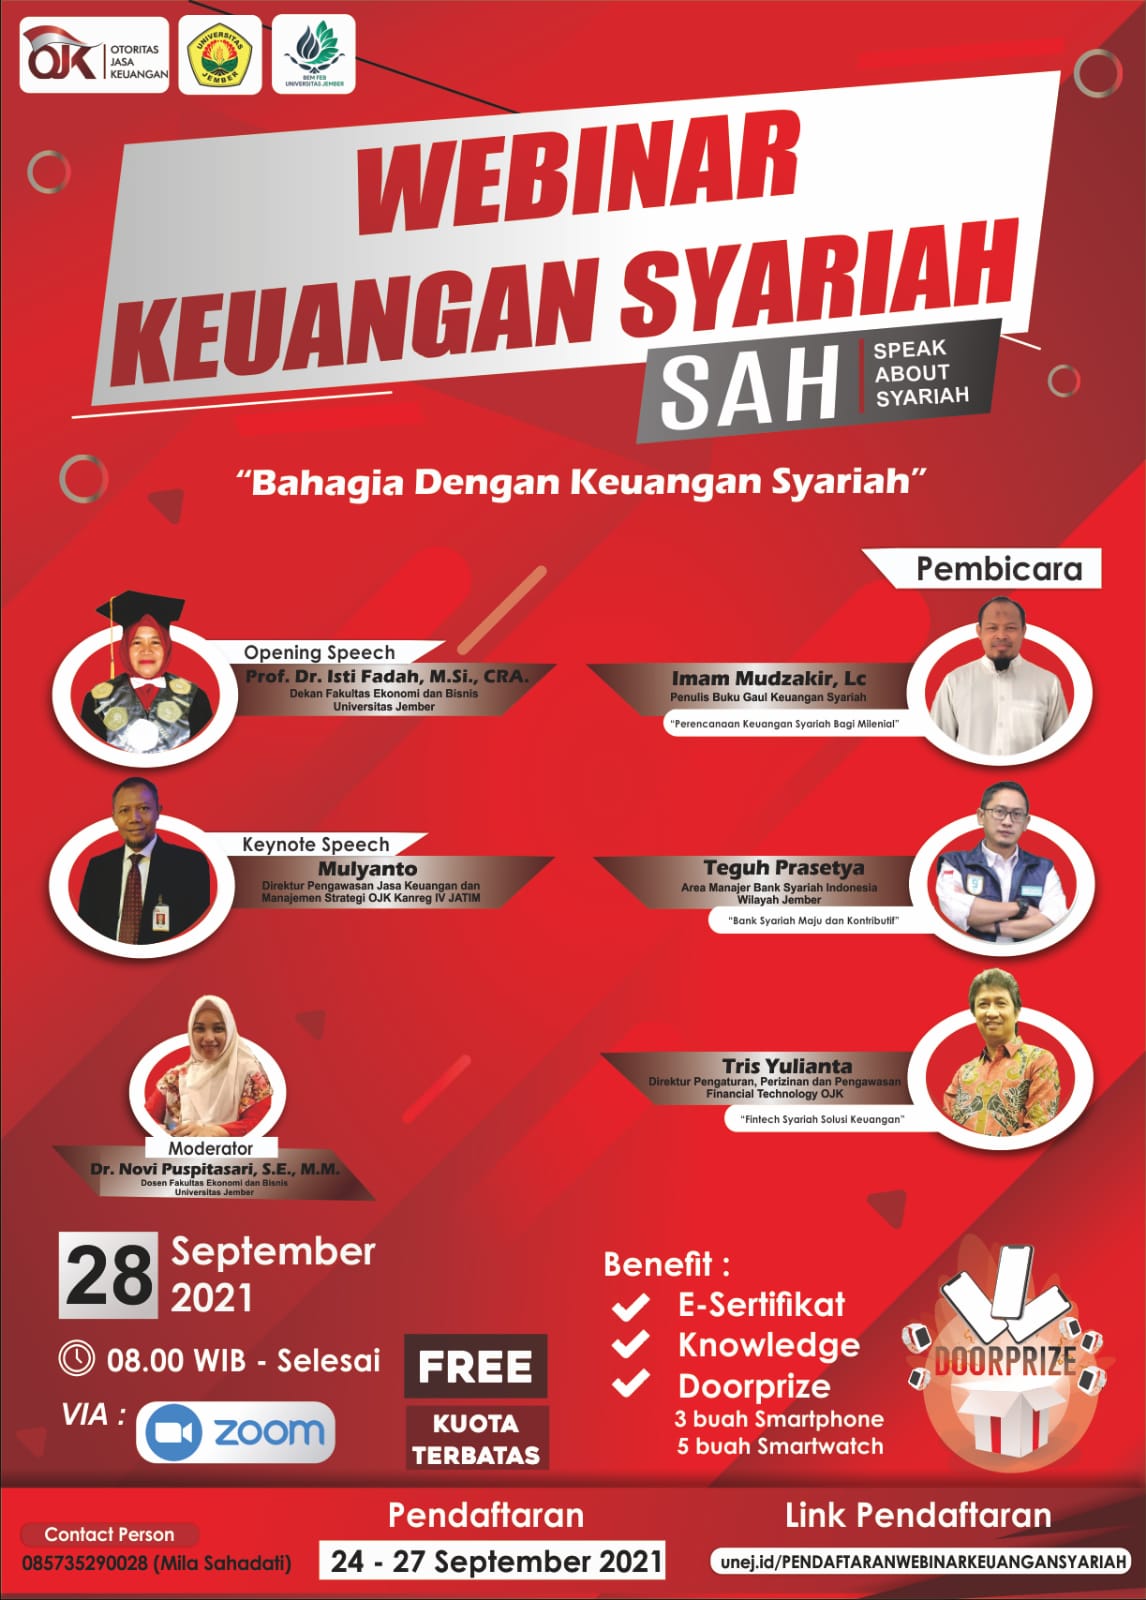 OJK
OTORITAS
JASA
KEUANGAN
UNIVERSITAS
JEMBER
BEM FEB
UNIVERSITAS JEMBER
WEBINAR
KEUANGAN SYARIAH
SAH
SPEAK
ABOUT
SYARIAH
“Bahagia Dengan Keuangan Syariah”
Opening Speech
Prof. Dr. Isti Fadah, M.Si., CRA.
Dekan Fakultas Ekonomi dan Bisnis
Universitas Jember
Keynote Speech
Mulyanto
Direktur Pengawasan Jasa Keuangan dan
Manajemen Strategi OJK Kanreg IV JATIM
Moderator
Dr. Novi Puspitasari, S.E., M.M.
Dosen Fakultas Ekonomi dan Bisnis
Universitas Jember
Pembicara
Imam Mudzakir, Lc
Penulis Buku Gaul Keuangan Syariah
“Perencanaan Keuangan Syariah Bagi Milenial”
Teguh Prasetya
Area Manajer Bank Syariah Indonesia
Wilayah Jember
“Bank Syariah Maju dan Kontributif”
Tris Yulianta
Direktur Pengaturan, Perizinan dan Pengawasan
Financial Technology OJK
“Fintech Syariah Solusi Keuangan”
28
September
2021
08.00 WIB - Selesai
VIA :
zoom
FREE
KUOTA
TERBATAS
Benefit :
E-Sertifikat
Knowledge
Doorprize
3 buah Smartphone
5 buah Smartwatch
DOORPRIZE
Contact Person
085735290028 (Mila Sahadati)
Pendaftaran
24 - 27 September 2021
Link Pendaftaran
unej.id/PENDAFTARANWEBINARKEUANGANSYARIAH